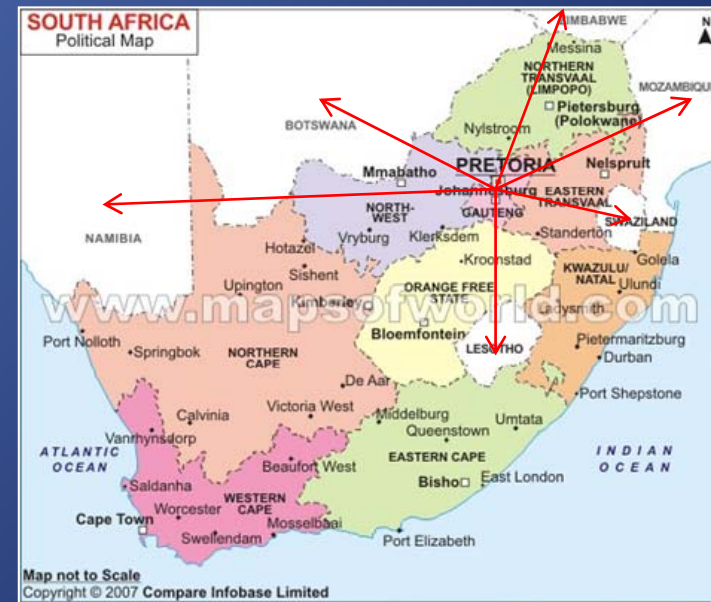 SOUTH AFRICA
Political Map
ZIMBABWE
N
Messina
NORTHERN
TRANSVAAL
(LIMPOPO)
MOZAMBIQUE
Pietersburg
(Polokwane)
BOTSWANA
Nylstroom
PRETORIA
Mmabatho
Nelspruit
Johannesburg
EASTERN
TRANSVAAL
NORTH-
WEST
GAUTENG
SWAZILAND
NAMIBIA
Vryburg
Klerksdem
Standerton
Hotazel
Golela
Sishent
Kroonstad
KWAZULU/
NATAL
Upington
ORANGE FREE
STATE
Ulundi
www.mapsofworld.com
Kimberley
Ladysmith
Port Nolloth
Bloemfontein
Springbok
NORTHERN
CAPE
LESOTHO
Pietermaritzburg
Durban
De Aar
Port Shepstone
Calvinia
Victoria West
Middelburg
Umtata
Vanrhynsdorp
Queenstown
ATLANTIC
OCEAN
INDIAN
OCEAN
EASTERN CAPE
Beaufort West
Saldanha
Bisho
East London
WESTERN
CAPE
Worcester
Cape Town
Mosselbaai
Swellendam
Port Elizabeth
Map not to Scale
Copyright © 2007 Compare Infobase Limited